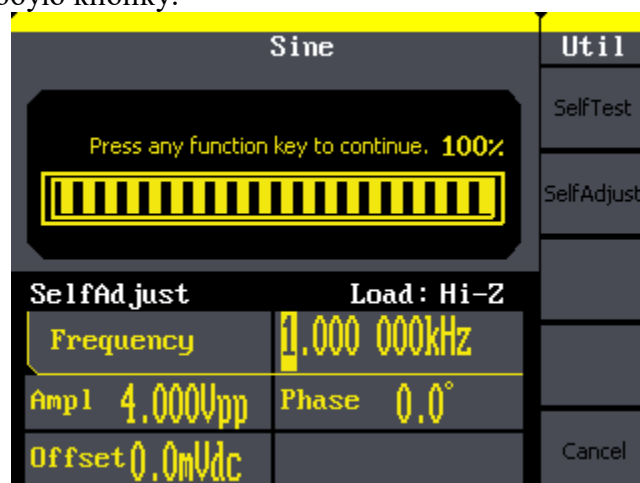 Sine
Util
SelfTest
Press any function key to continue. 100%
SelfAdjust
SelfAdjust Load: Hi-Z
Frequency 1.000 000kHz
Ampl 4.000Vpp Phase 0.0°
Offset 0.0mVdc
Cancel